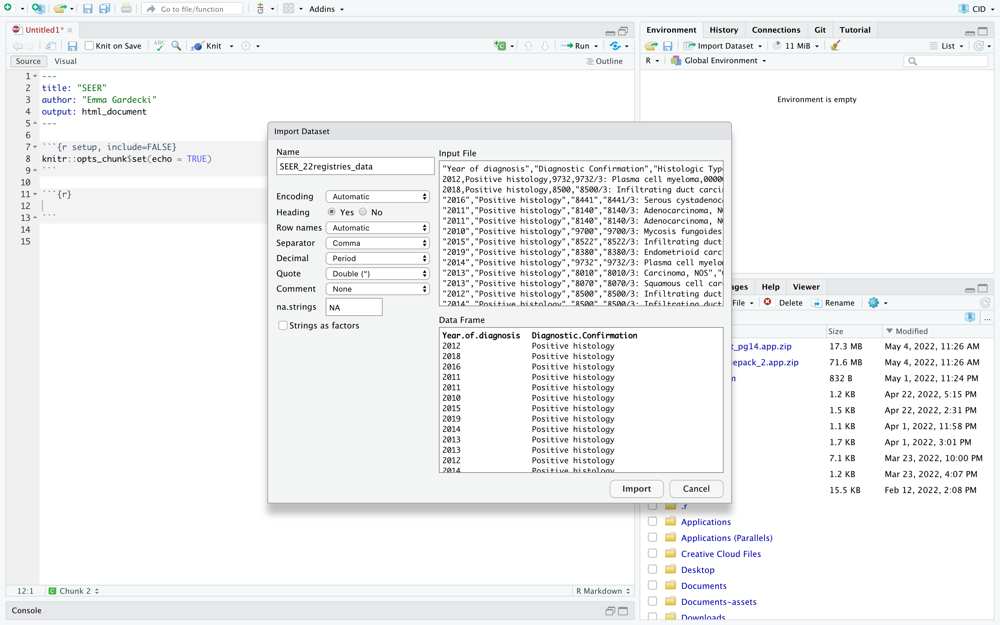 Go to file/function
Addins
CID
Untitled1*
Knit on Save
ABC
Knit
Run
Source
Visual
Outline
1 ---
2 title: "SEER"
3 author: "Emma Gardecki"
4 output: html_document
5 ---
6
7 ```{r setup, include=FALSE}
8 knitr::opts_chunk$set(echo = TRUE)
9 ```
10
11 ```{r}
12
13 ```
14
15
12:1
Chunk 2
R Markdown
Console
Environment
History
Connections
Git
Tutorial
Import Dataset
11 MiB
List
R
Global Environment
Environment is empty
Import Dataset
Name
SEER_22registries_data
Encoding Automatic
Heading Yes No
Row names Automatic
Separator Comma
Decimal Period
Quote Double (")
Comment None
na.strings NA
Strings as factors
Input File
"Year of diagnosis","Diagnostic Confirmation","Histologic Typ
2012,Positive histology,9732,9732/3: Plasma cell myeloma,0000
2018,Positive histology,8500,"8500/3: Infiltrating duct carci
"2016","Positive histology","8441","8441/3: Serous cystadenoc
"2011","Positive histology","8140","8140/3: Adenocarcinoma, N
"2011","Positive histology","8140","8140/3: Adenocarcinoma, N
"2010","Positive histology","9700","9700/3: Mycosis fungoides
"2015","Positive histology","8522","8522/3: Infiltrating duct
"2019","Positive histology","8380","8380/3: Endometrioid carc
"2014","Positive histology","9732","9732/3: Plasma cell myelo
"2013","Positive histology","8010","8010/3: Carcinoma, NOS","
"2013","Positive histology","8070","8070/3: Squamous cell car
"2012","Positive histology","8500","8500/3: Infiltrating duct
"2014","Positive histology","8500","8500/3: Infiltrating duct
Data Frame
Year.of.diagnosis Diagnostic.Confirmation
2012 Positive histology
2018 Positive histology
2016 Positive histology
2011 Positive histology
2011 Positive histology
2010 Positive histology
2015 Positive histology
2019 Positive histology
2014 Positive histology
2013 Positive histology
2013 Positive histology
2012 Positive histology
2014 Positive histology
Import
Cancel
ages
Help
Viewer
File
Delete
Rename
...
Size
Modified
t_pg14.app.zip 17.3 MB May 4, 2022, 11:26 AM
epack_2.app.zip 71.6 MB May 4, 2022, 11:26 AM
832 B May 1, 2022, 11:24 PM
1.2 KB Apr 22, 2022, 5:15 PM
1.5 KB Apr 22, 2022, 2:31 PM
1.1 KB Apr 1, 2022, 11:58 PM
1.7 KB Apr 1, 2022, 3:01 PM
7.1 KB Mar 23, 2022, 10:00 PM
1.2 KB Mar 23, 2022, 4:07 PM
15.5 KB Feb 12, 2022, 2:08 PM
.r
Applications
Applications (Parallels)
Creative Cloud Files
Desktop
Documents
Documents-assets
Downloads